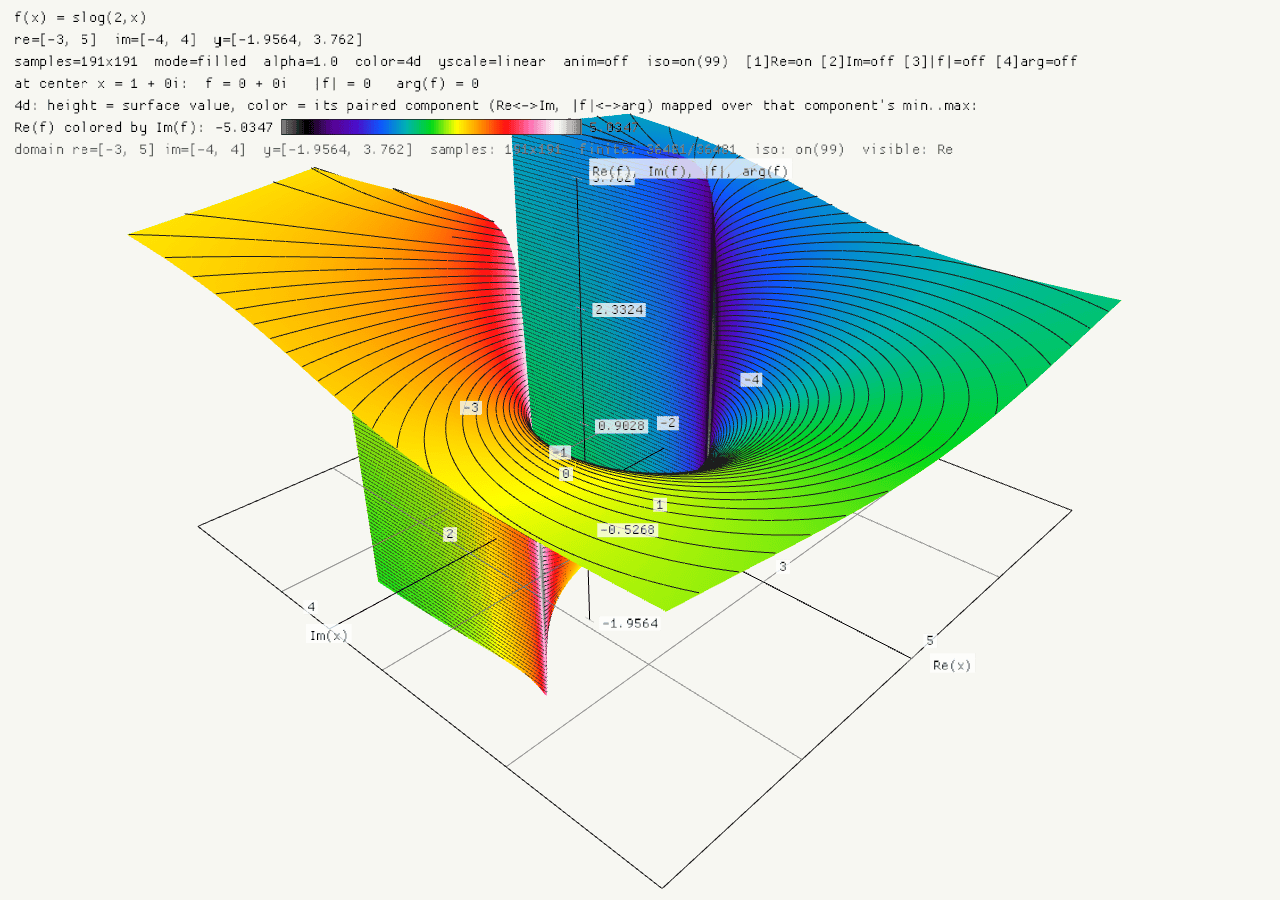 f(x) = slog(2,x)
re=[-3, 5]  im=[-4, 4]  y=[-1.9564, 3.762]
samples=191x191  mode=filled  alpha=1.0  color=4d  yscale=linear  anim=off  iso=on(99)  [1]Re=on [2]Im=off [3]|f|=off [4]arg=off
at center x = 1 + 0i:  f = 0 + 0i   |f| = 0   arg(f) = 0
4d: height = surface value, color = its paired component (Re<->Im, |f|<->arg) mapped over that component's min..max:
Re(f) colored by Im(f): -5.0347 5.0347
domain re=[-3, 5] im=[-4, 4]  y=[-1.9564, 3.762]  samples: iso: on(99)  visible: Re
Re(f), Im(f), |f|, arg(f)
3.762
2.3324
-4
-3
0.9028
-2
-1
0
1
-0.5268
2
3
4
-1.9564
Im(x)
5
Re(x)